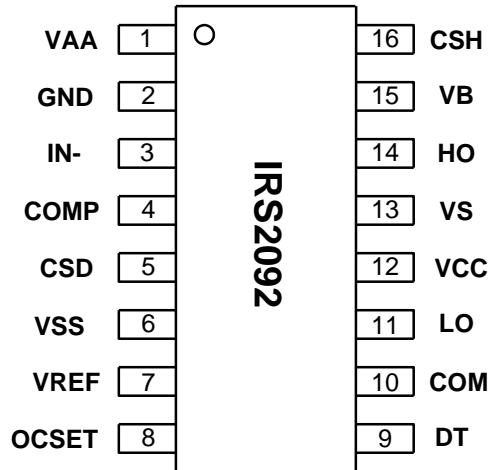 VAA 1 16 CSH
GND 2 15 VB
IN- 3 14 HO
COMP 4 13 VS
CSD 5 12 VCC
VSS 6 11 LO
VREF 7 10 COM
OCSET 8 9 DT
IRS2092